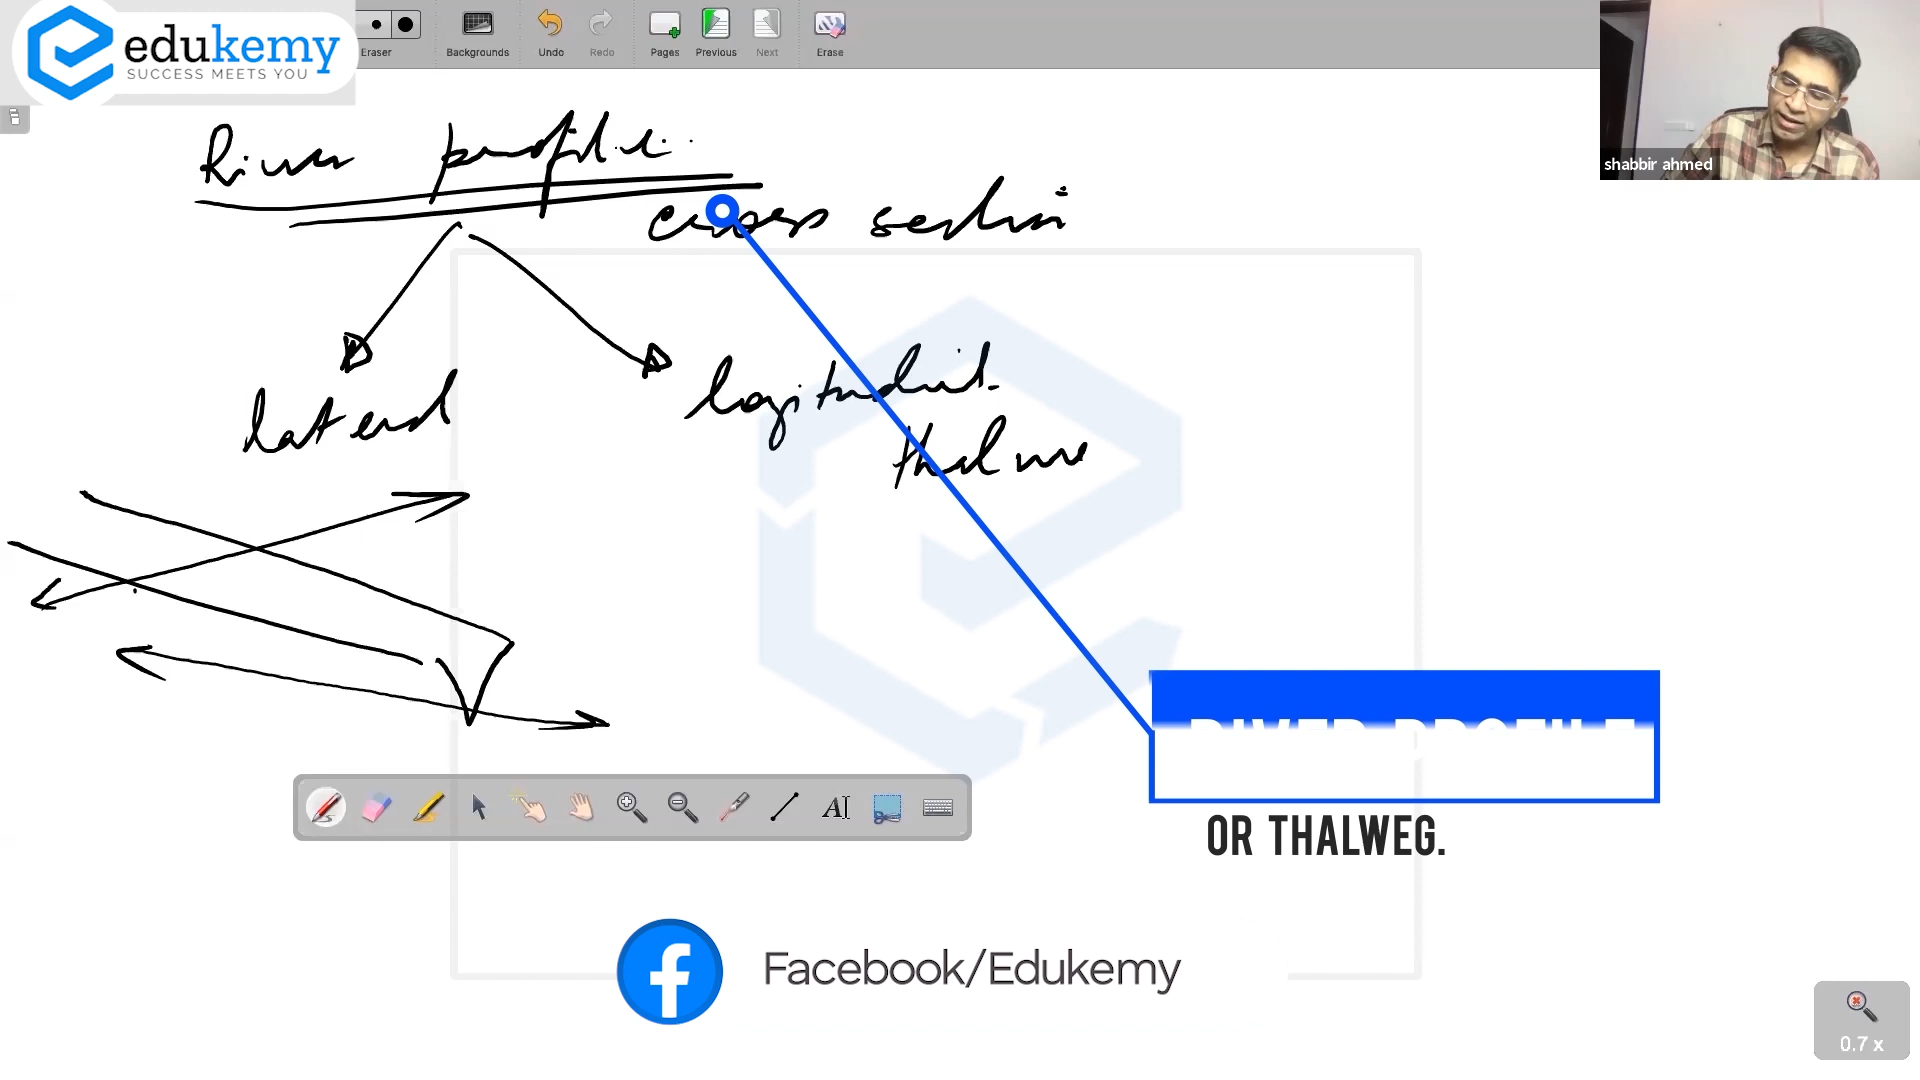 edukemy
SUCCESS MEETS YOU
Eraser
Backgrounds
Undo
Redo
Pages
Previous
Next
Erase
shabbir ahmed
River profile
cross section
lateral
longitudinal
OR THALWEG.
Facebook/Edukemy
0.7 x